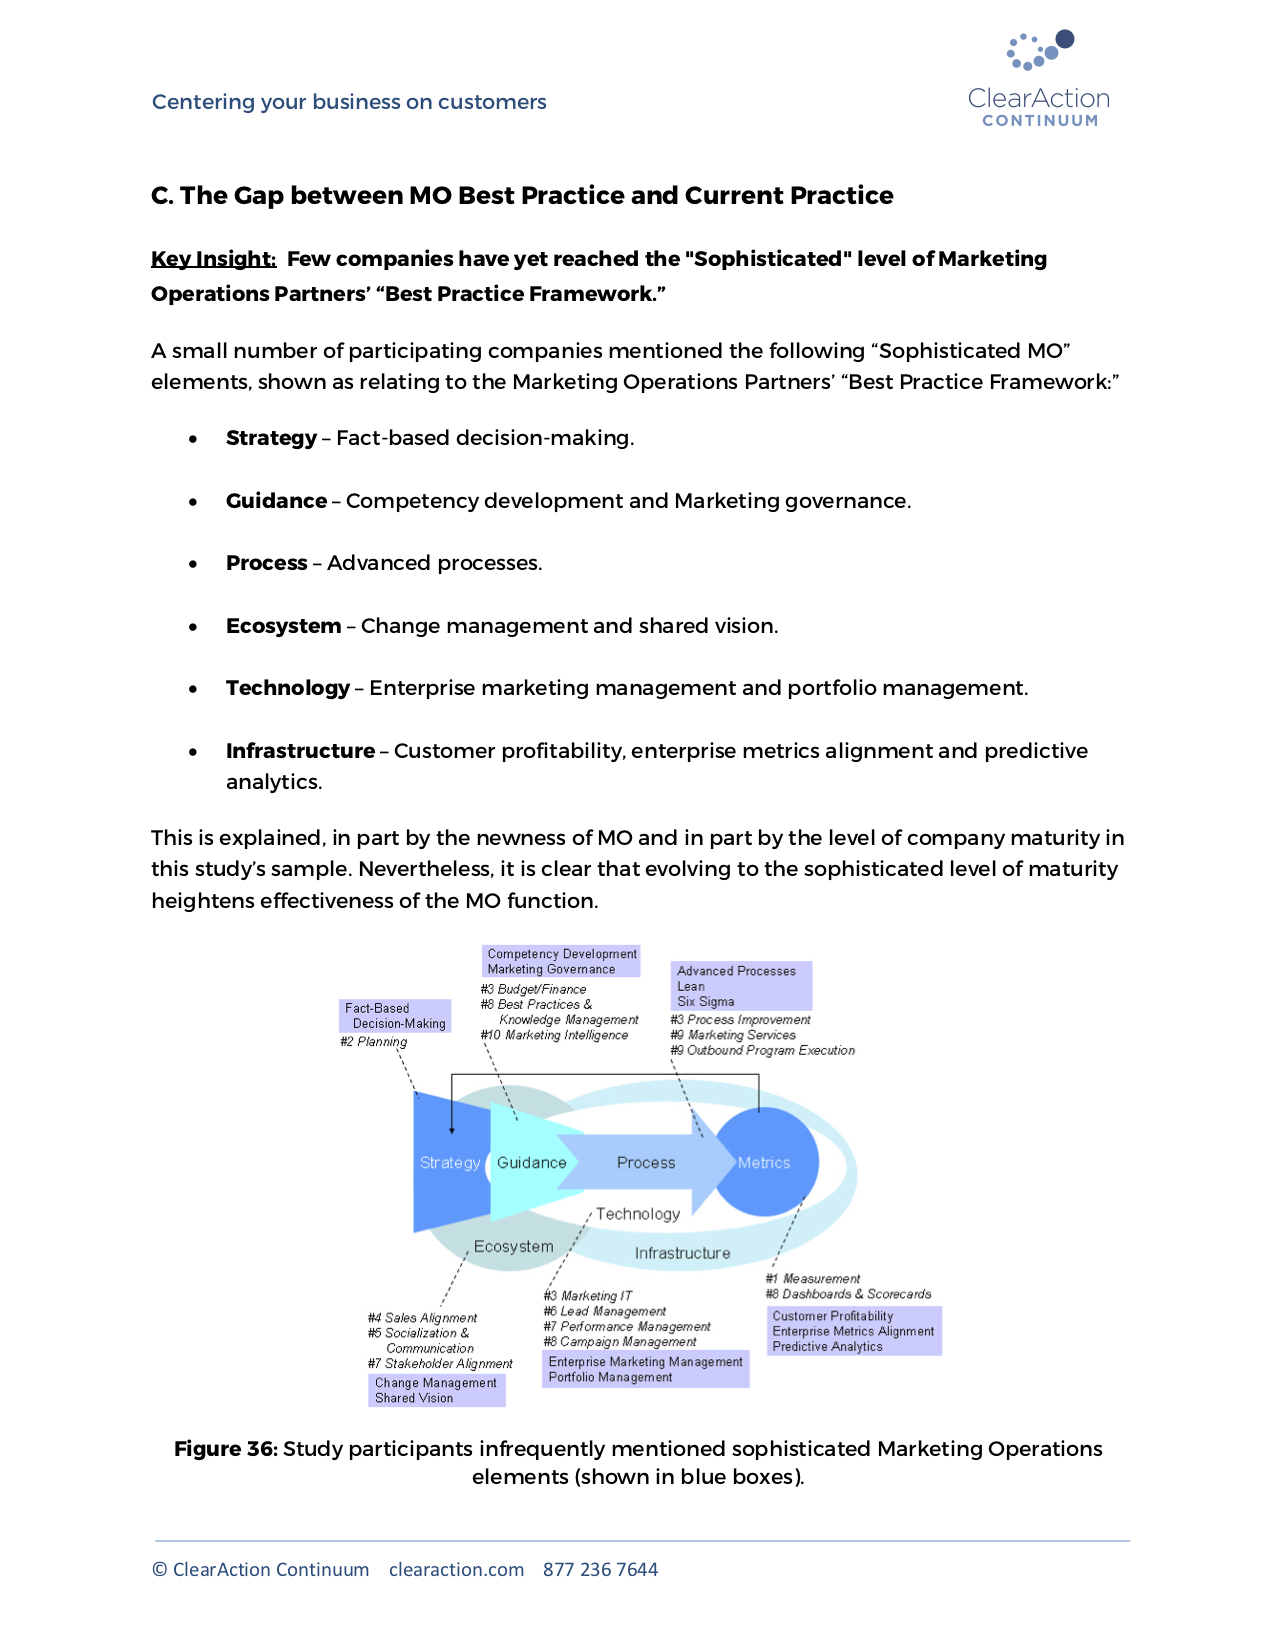 Centering your business on customers
ClearAction
CONTINUUM
C. The Gap between MO Best Practice and Current Practice
Key Insight:  Few companies have yet reached the "Sophisticated" level of Marketing
Operations Partners’ “Best Practice Framework.”
A small number of participating companies mentioned the following “Sophisticated MO”
elements, shown as relating to the Marketing Operations Partners’ “Best Practice Framework:”
• Strategy – Fact-based decision-making.
• Guidance – Competency development and Marketing governance.
• Process – Advanced processes.
• Ecosystem – Change management and shared vision.
• Technology – Enterprise marketing management and portfolio management.
• Infrastructure – Customer profitability, enterprise metrics alignment and predictive
analytics.
This is explained, in part by the newness of MO and in part by the level of company maturity in
this study’s sample. Nevertheless, it is clear that evolving to the sophisticated level of maturity
heightens effectiveness of the MO function.
Fact-Based
Decision-Making
#2 Planning
Competency Development
Marketing Governance
#3 Budget/Finance
#8 Best Practices &
Knowledge Management
#10 Marketing Intelligence
Advanced Processes
Lean
Six Sigma
#3 Process Improvement
#9 Marketing Services
#9 Outbound Program Execution
Strategy
Guidance
Process
Metrics
Technology
Ecosystem
Infrastructure
#4 Sales Alignment
#5 Socialization &
Communication
#7 Stakeholder Alignment
Change Management
Shared Vision
#3 Marketing IT
#6 Lead Management
#7 Performance Management
#8 Campaign Management
Enterprise Marketing Management
Portfolio Management
#1 Measurement
#8 Dashboards & Scorecards
Customer Profitability
Enterprise Metrics Alignment
Predictive Analytics
Figure 36: Study participants infrequently mentioned sophisticated Marketing Operations
elements (shown in blue boxes).
© ClearAction Continuum    clearaction.com    877 236 7644